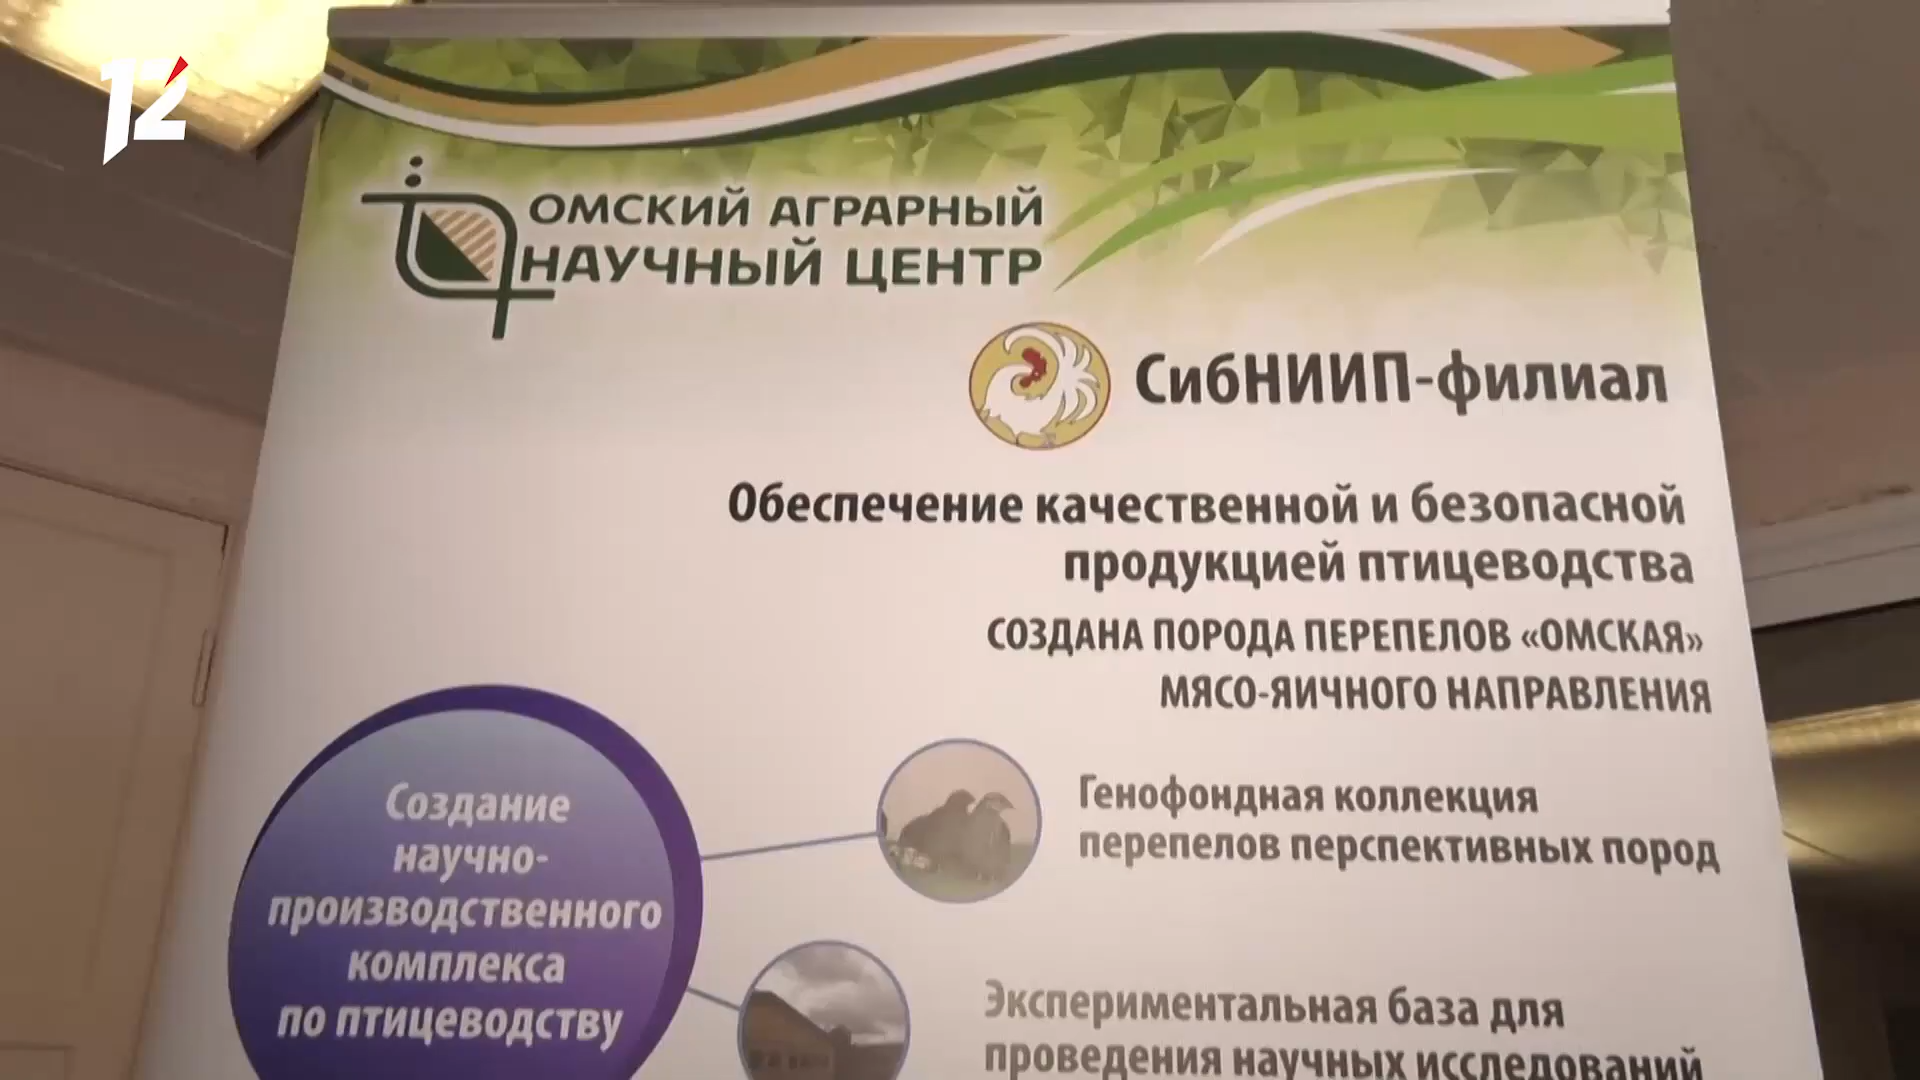 12
ОМСКИЙ АГРАРНЫЙ
НАУЧНЫЙ ЦЕНТР
СибНИИП-филиал
Обеспечение качественной и безопасной
продукцией птицеводства
СОЗДАНА ПОРОДА ПЕРЕПЕЛОВ «ОМСКАЯ»
МЯСО-ЯИЧНОГО НАПРАВЛЕНИЯ
Создание
научно-
производственного
комплекса
по птицеводству
Генофондная коллекция
перепелов перспективных пород
Экспериментальная база для
проведения научных исследований